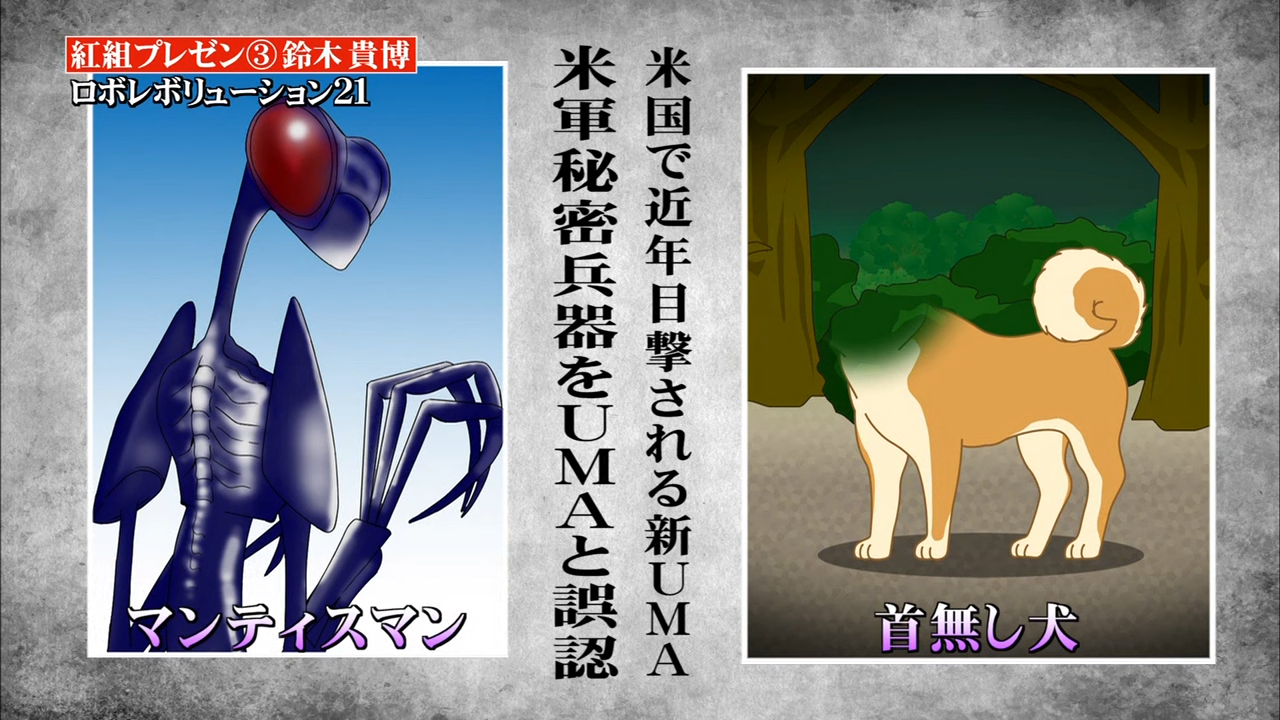 紅組プレゼン③鈴木貴博
ロボレボリューション21
米国で近年目撃される新UMA
米軍秘密兵器をUMAと誤認
マンティスマン
首無し犬